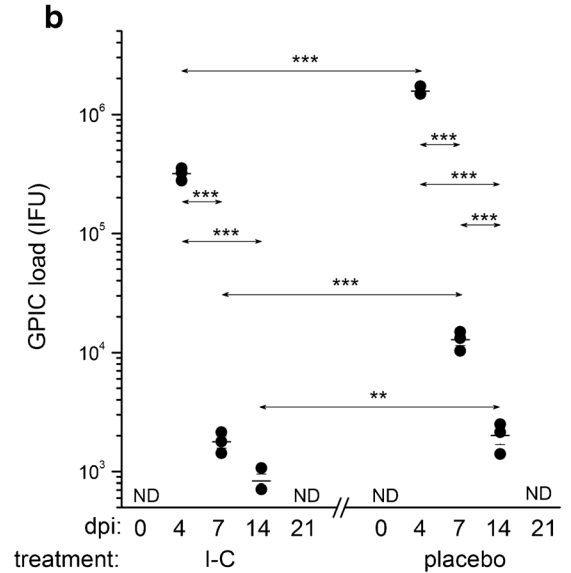 b
GPIC load (IFU)
10⁶
10⁵
10⁴
10³
***
***
***
***
***
***
***
**
ND
ND
ND
ND
dpi: 0 4 7 14 21 0 4 7 14 21
treatment: I-C placebo